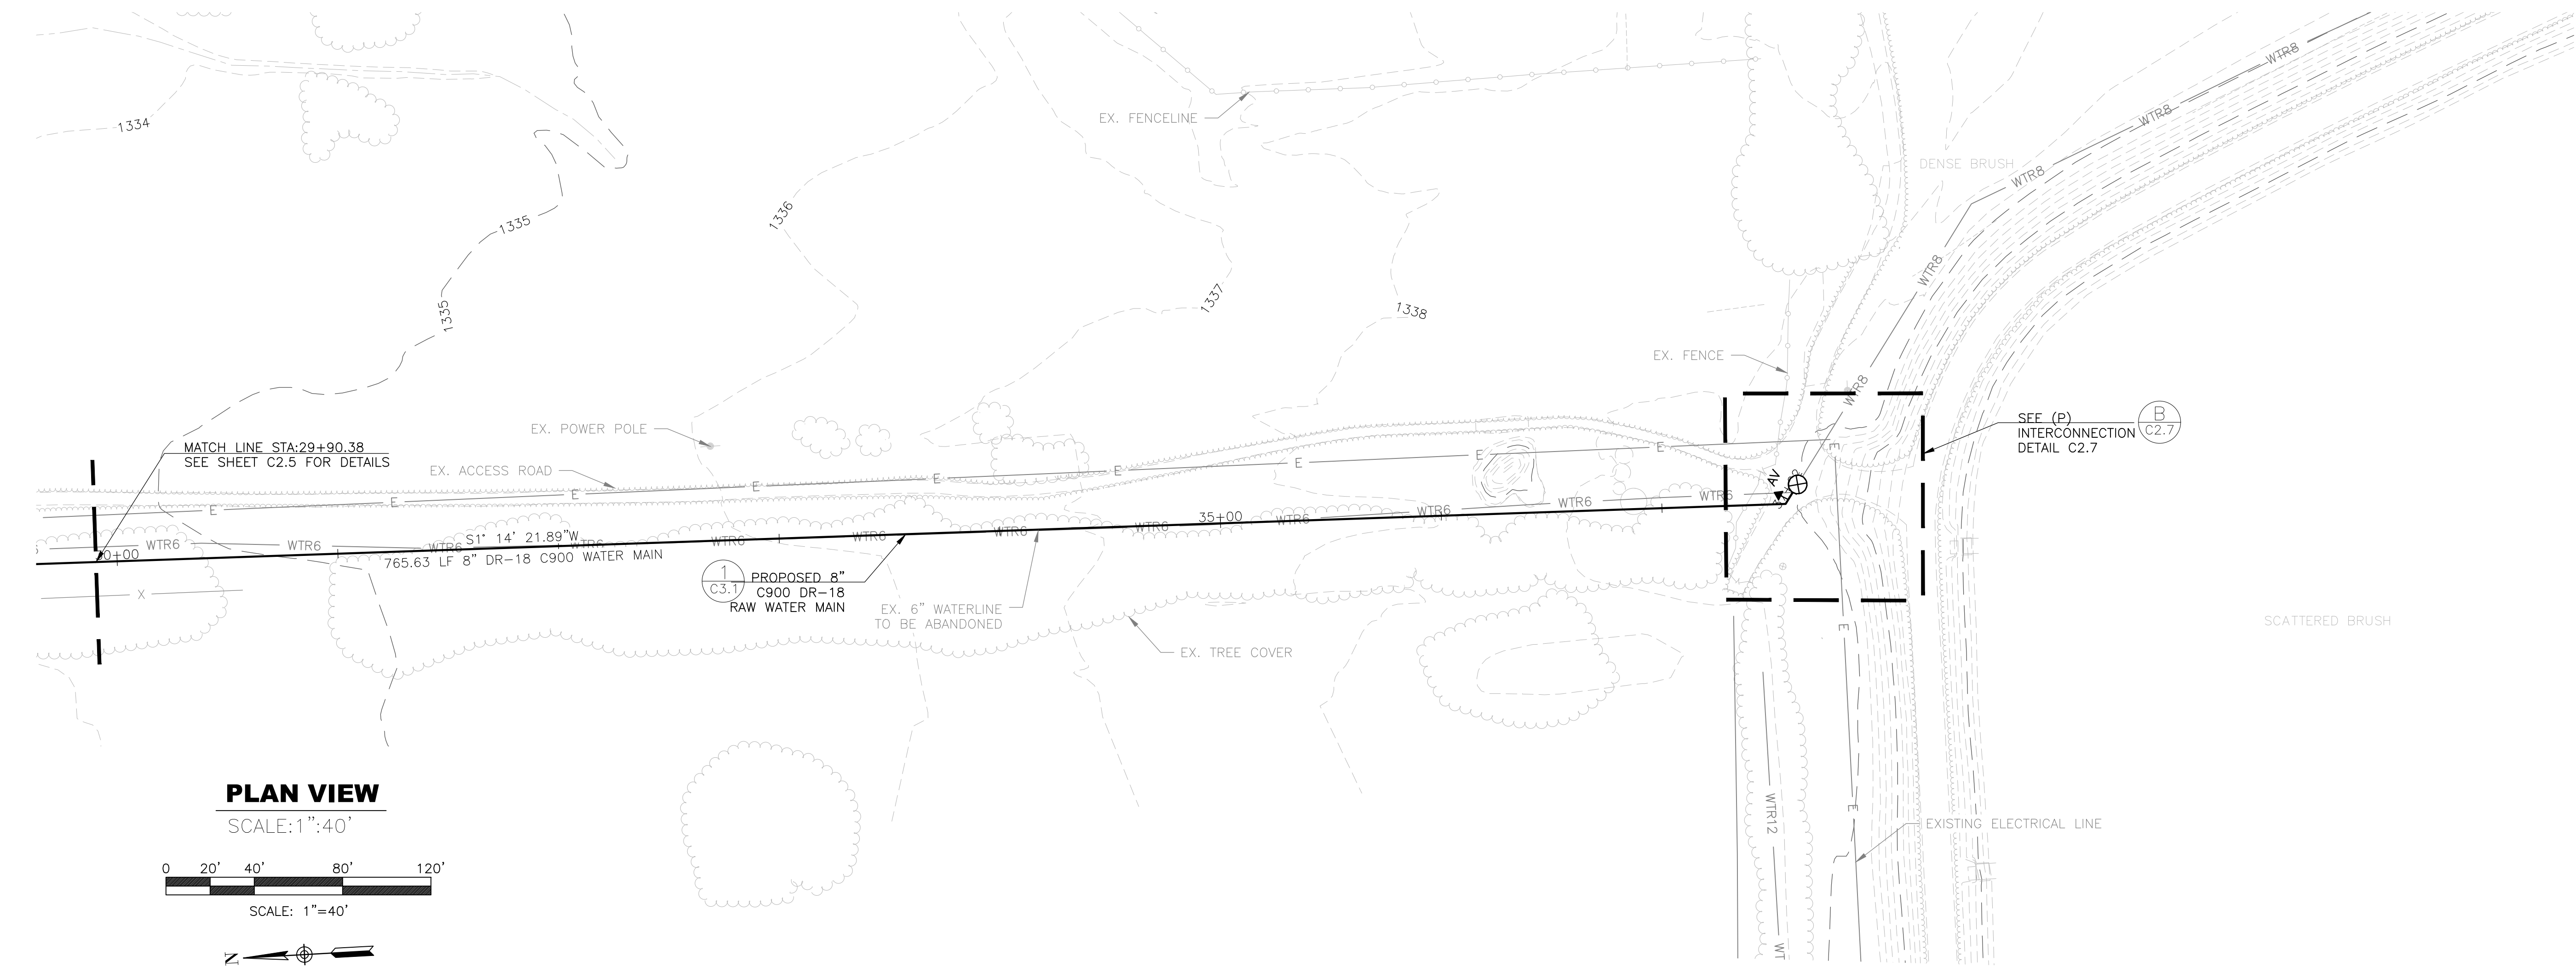 WTR8
WTR8
WTR8
WTR8
WTR8
1334
1335
1335
1336
1337
1338
EX. FENCELINE
DENSE BRUSH
EX. FENCE
EX. POWER POLE
EX. ACCESS ROAD
MATCH LINE STA:29+90.38
SEE SHEET C2.5 FOR DETAILS
SEE (P)
INTERCONNECTION
DETAIL C2.7
B
C2.7
E
E
E
E
E
E
E
E
E
E
E
E
AV
0+00
35+00
WTR6
WTR6
WTR6
WTR6
WTR6
WTR6
WTR6
WTR6
WTR6
WTR6
WTR6
WTR6
S1° 14' 21.89"W
765.63 LF 8" DR-18 C900 WATER MAIN
X
1
C3.1
PROPOSED 8"
C900 DR-18
RAW WATER MAIN
EX. 6" WATERLINE
TO BE ABANDONED
EX. TREE COVER
SCATTERED BRUSH
WTR12
WT
EXISTING ELECTRICAL LINE
PLAN VIEW
SCALE:1":40'
0 20' 40' 80' 120'
SCALE: 1"=40'
N